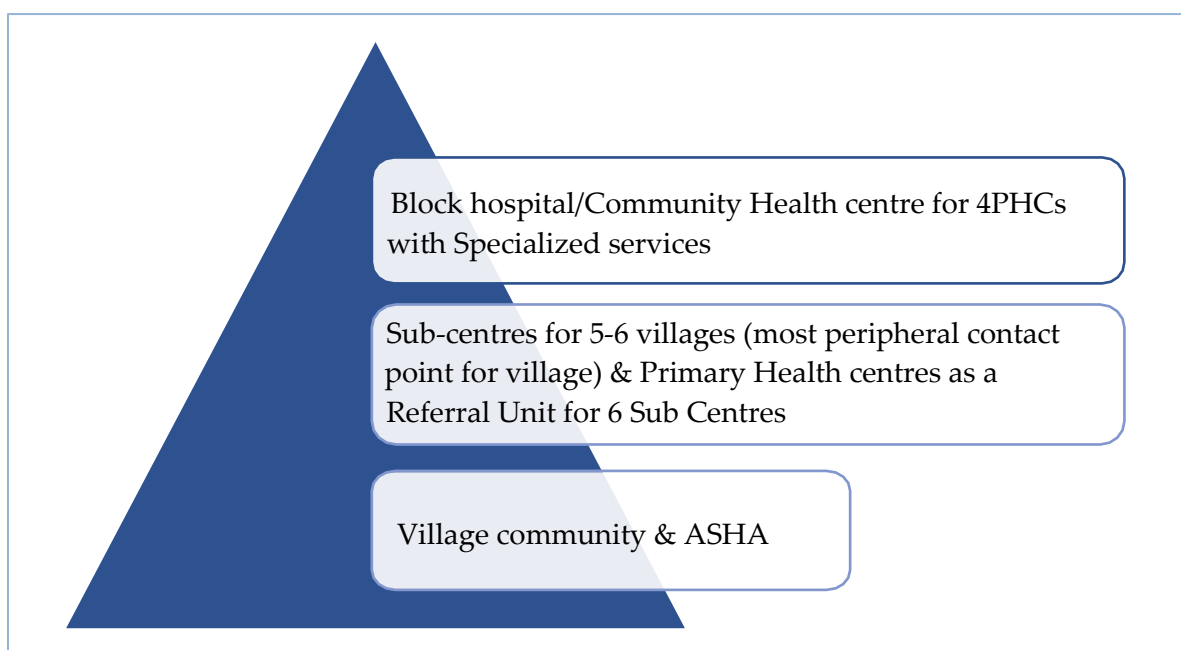 Block hospital/Community Health centre for 4PHCs
with Specialized services
Sub-centres for 5-6 villages (most peripheral contact
point for village) & Primary Health centres as a
Referral Unit for 6 Sub Centres
Village community & ASHA